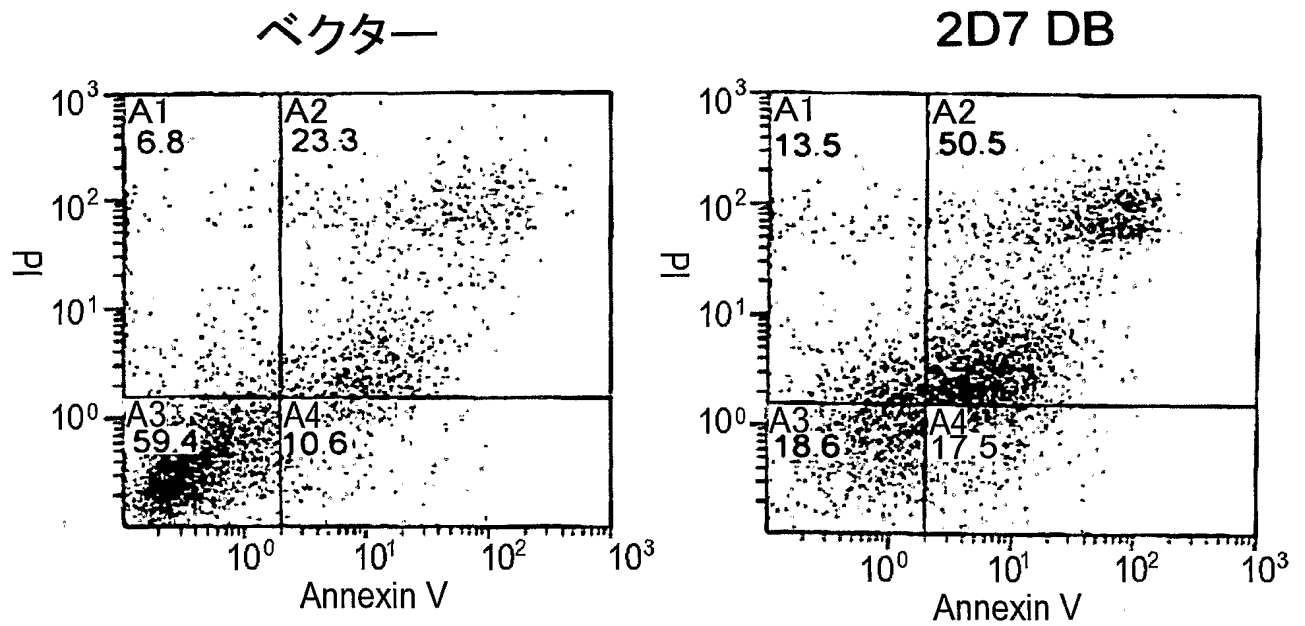 ベクター
2D7 DB
10³
A1
6.8
A2
23.3
10²
PI
10¹
10⁰
A3
59.4
A4
10.6
10⁰ 10¹ 10² 10³
Annexin V
10³
A1
13.5
A2
50.5
10²
PI
10¹
10⁰
A3
18.6
A4
17.5
10⁰ 10¹ 10² 10³
Annexin V